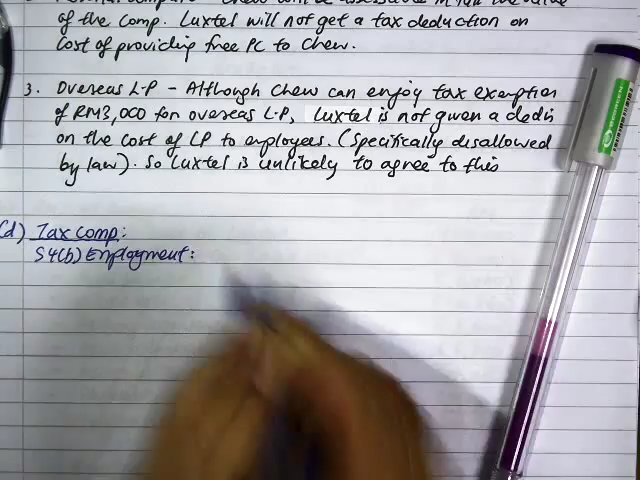 of the comp. Luxtel will not get a tax deduction on
cost of providing free PC to Chew.
3. Overseas L.P - Although Chew can enjoy tax exemption
of RM3,000 for overseas L.P, Luxtel is not given a dedn
on the cost of LP to employees. (Specifically disallowed
by law). So Luxtel is unlikely to agree to this
(d) Tax comp:
S4(b) Employment: